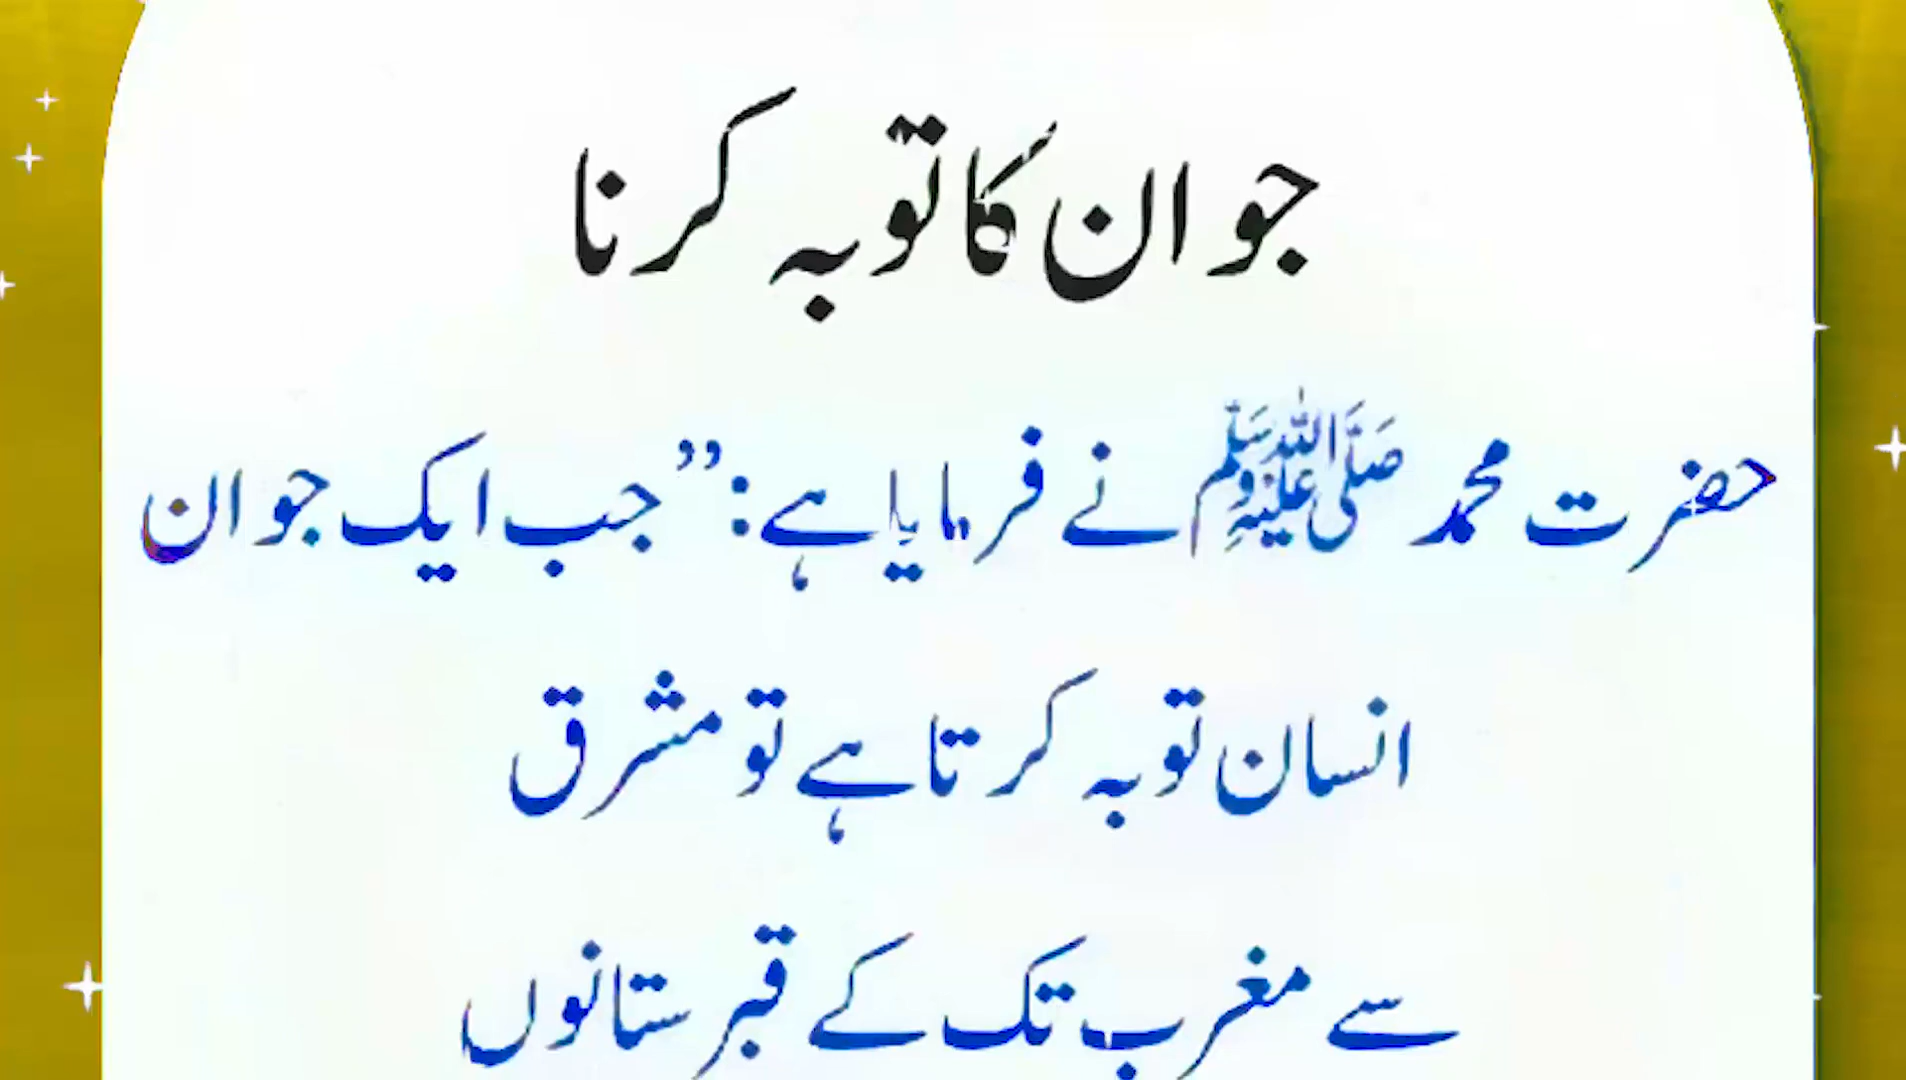 جوان کا توبہ کرنا
حضرت محمد ﷺ نے فرمایا ہے: ”جب ایک جوان
انسان توبہ کرتا ہے تو مشرق
سے مغرب تک کے قبرستانوں